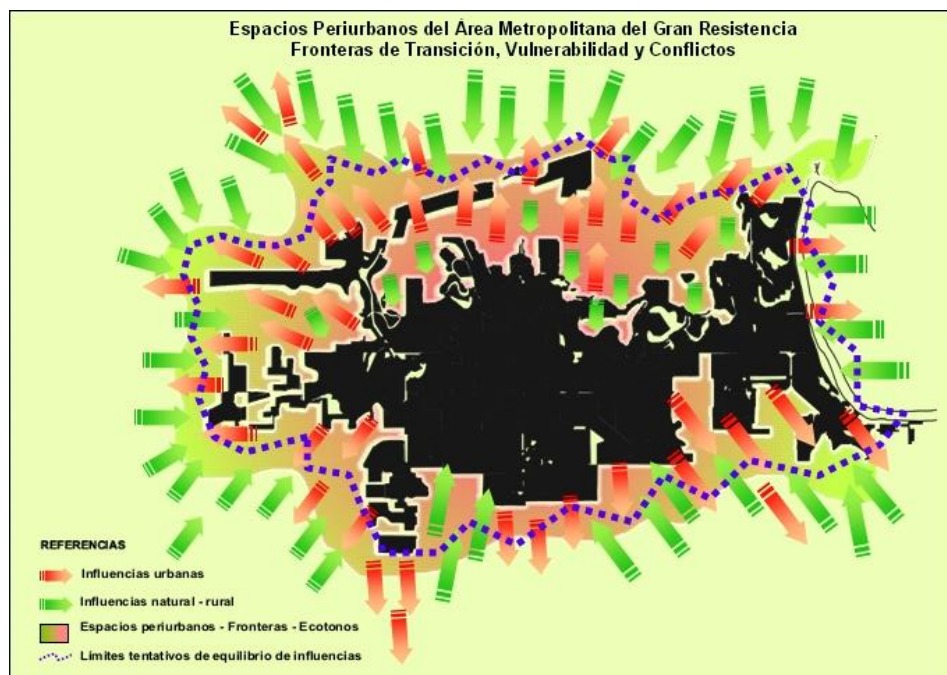 Espacios Periurbanos del Área Metropolitana del Gran Resistencia
Fronteras de Transición, Vulnerabilidad y Conflictos
REFERENCIAS
Influencias urbanas
Influencias natural - rural
Espacios periurbanos - Fronteras - Ecotonos
Límites tentativos de equilibrio de influencias